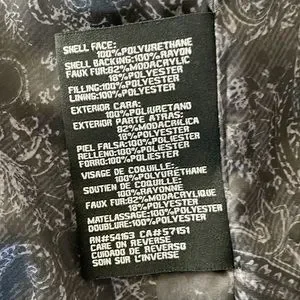 SHELL FACE:
100%POLYURETHANE
SHELL BACKING:100%RAYON
FAUX FUR:82%MODACRYLIC
18%POLYESTER
FILLING:100%POLYESTER
LINING:100%POLYESTER
EXTERIOR CARA:
100%POLIURETANO
EXTERIOR PARTE ATRAS:
82%MODACRILICA
18%POLYESTER
PIEL FALSA:100%POLIESTER
RELLENO:100%POLIESTER
FORRO:100%POLIESTER
VISAGE DE COQUILLE:
100%POLYURETHANE
SOUTIEN DE COQUILLE:
100%RAYONNE
FAUX FUR:82%MODACRYLIQUE
18%POLYESTER
MATELASSAGE:100%POLYESTER
DOUBLURE:100%POLYESTER
RN#54163 CA#57151
CARE ON REVERSE
CUIDADO DE REVERSO
SOIN SUR L'INVERSE